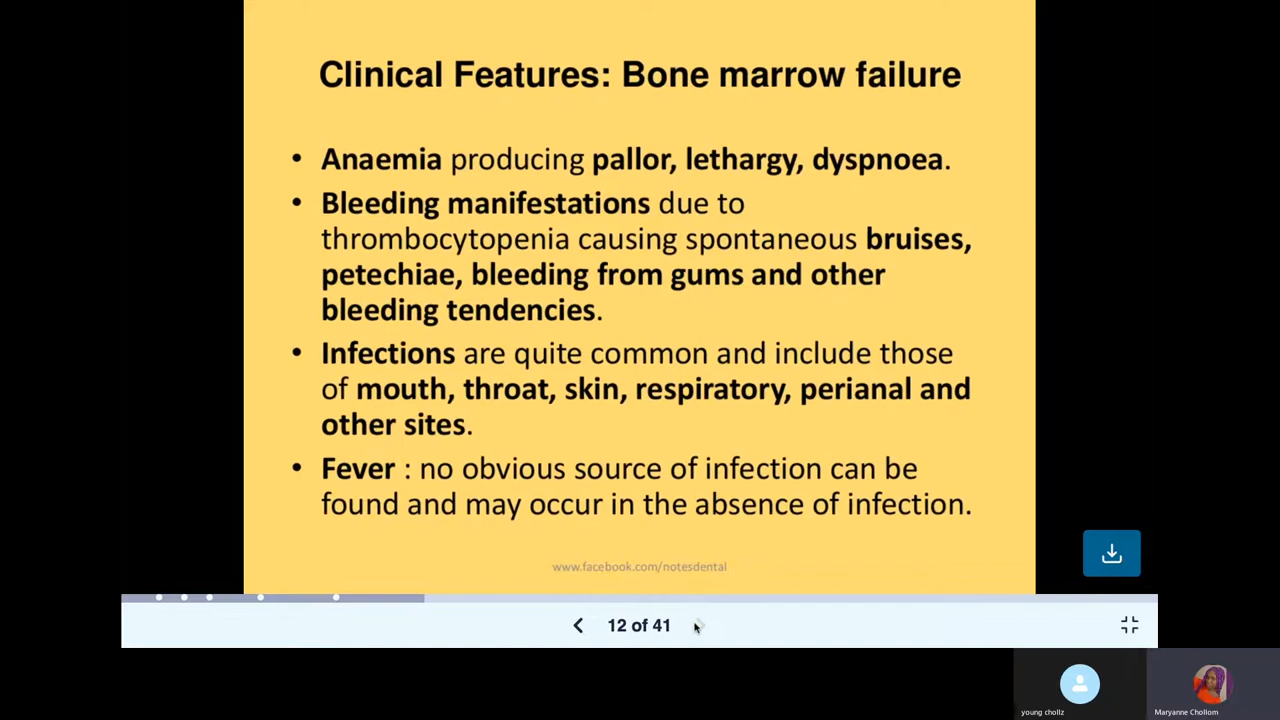 Clinical Features: Bone marrow failure
• Anaemia producing pallor, lethargy, dyspnoea.
• Bleeding manifestations due to
thrombocytopenia causing spontaneous bruises,
petechiae, bleeding from gums and other
bleeding tendencies.
• Infections are quite common and include those
of mouth, throat, skin, respiratory, perianal and
other sites.
• Fever : no obvious source of infection can be
found and may occur in the absence of infection.
www.facebook.com/notesdental
12 of 41
young chollz
Maryanne Chollom